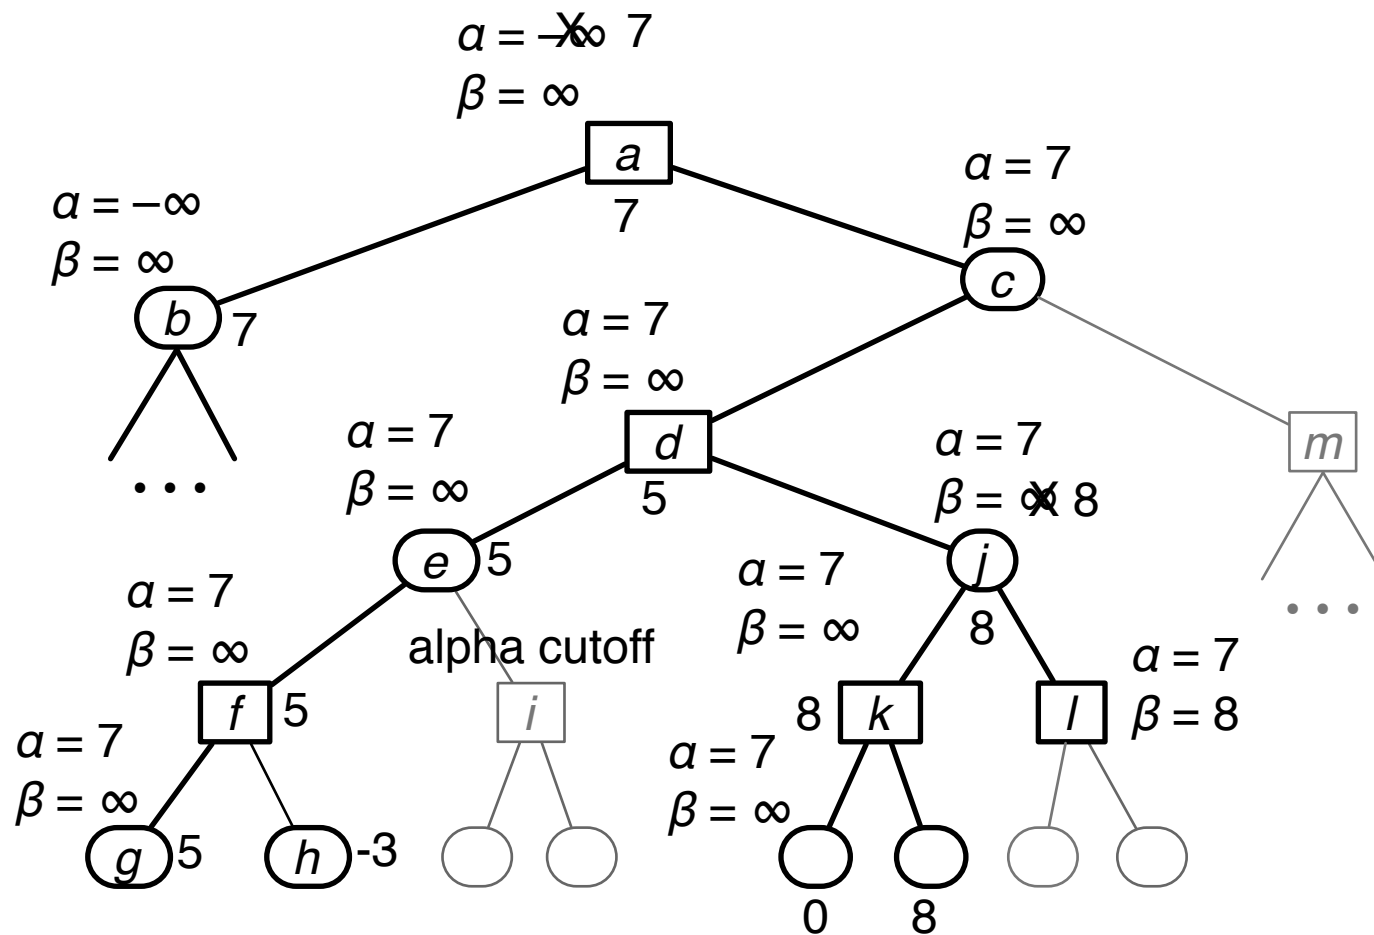 α = −∞ 7
β = ∞
a
7
α = −∞
β = ∞
b
7
...
α = 7
β = ∞
c
α = 7
β = ∞
d
5
m
...
α = 7
β = ∞
e
5
alpha cutoff
α = 7
β = ∞ 8
j
8
α = 7
β = ∞
f
5
i
α = 7
β = ∞
8
k
l
α = 7
β = 8
α = 7
β = ∞
g
5
h
-3
α = 7
β = ∞
0
8